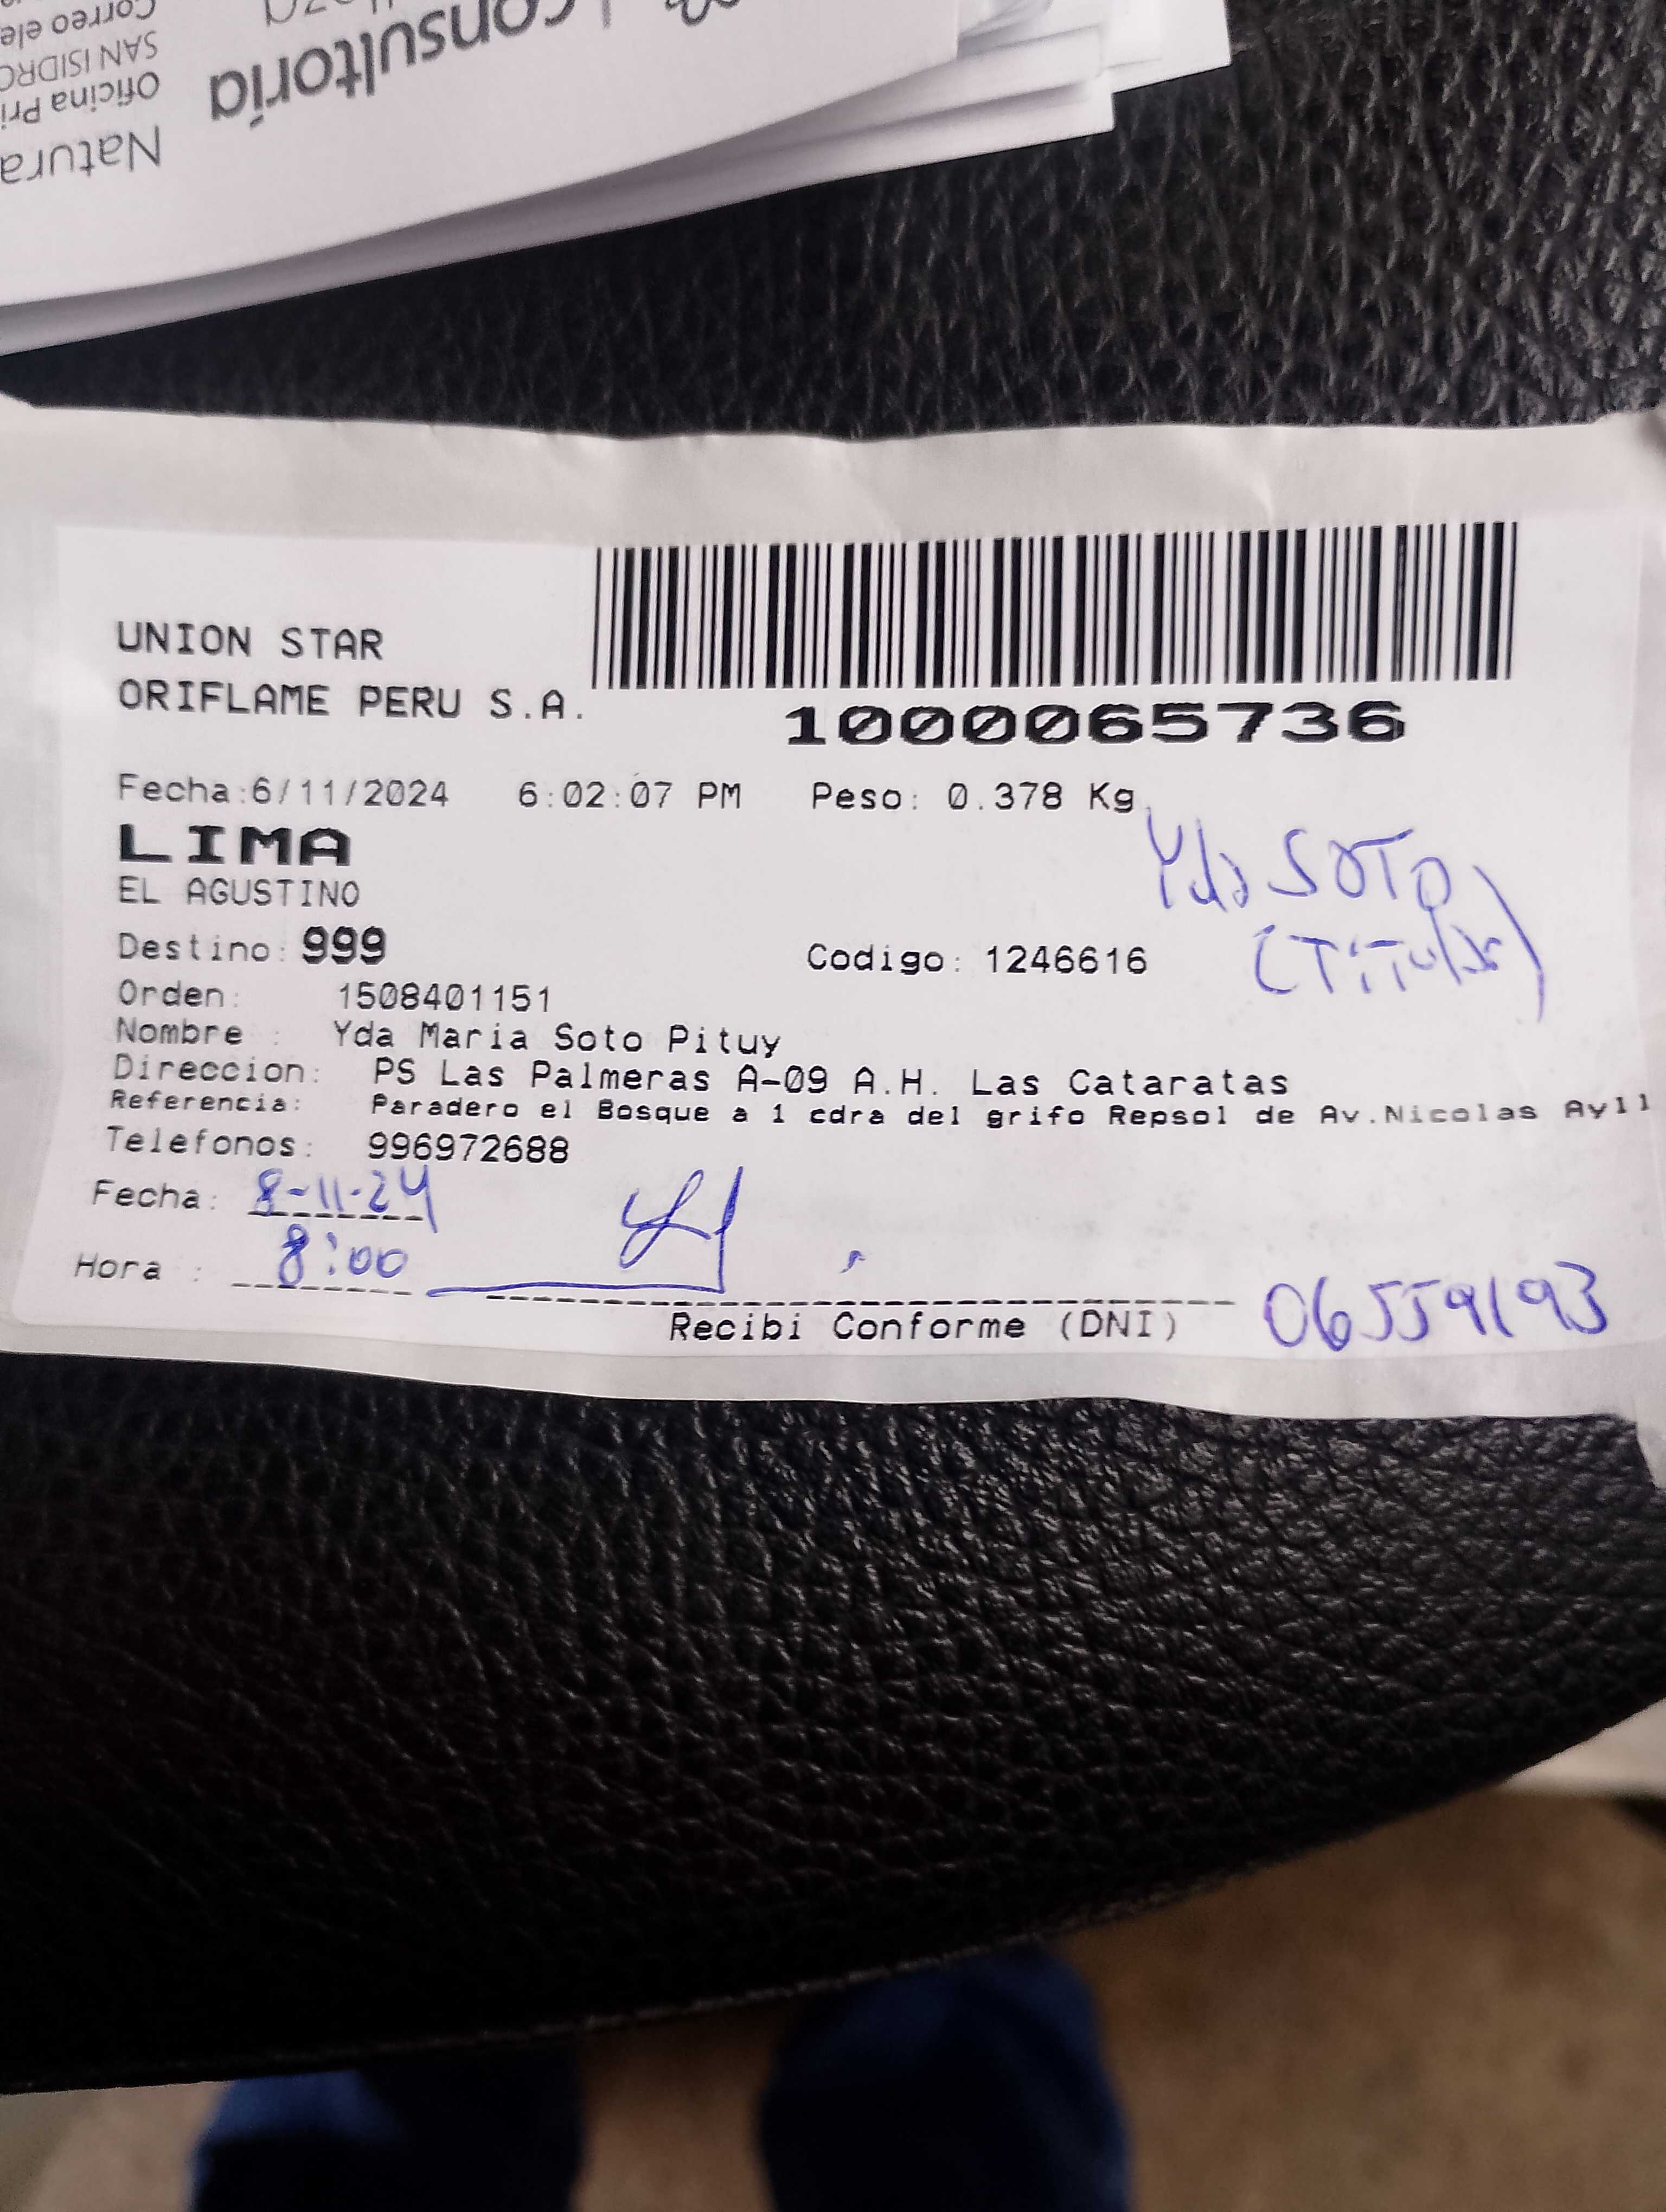 Natura
Oficina Pri
SAN ISIDRO
Correo ele
consultoría
UNION STAR
ORIFLAME PERU S.A.
1000065736
Fecha:6/11/2024 6:02:07 PM Peso: 0.378 Kg
LIMA
EL AGUSTINO
Yda SOTO
(TiTular)
Destino: 999 Codigo: 1246616
Orden: 1508401151
Nombre : Yda Maria Soto Pituy
Direccion: PS Las Palmeras A-09 A.H. Las Cataratas
Referencia: Paradero el Bosque a 1 cdra del grifo Repsol de Av.Nicolas Ayll
Telefonos: 996972688
Fecha: 8-11-24
Hora : 8:00
Recibi Conforme (DNI) 06559193